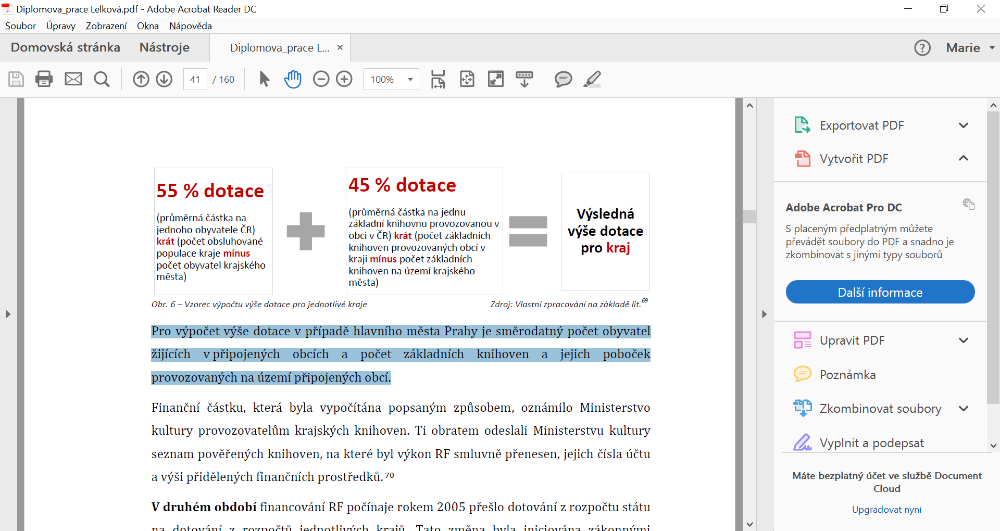 Diplomova_prace Lelková.pdf - Adobe Acrobat Reader DC
Soubor Úpravy Zobrazení Okna Nápověda
Domovská stránka Nástroje Diplomova_prace L... × ? Marie
41 / 160 100%
55 % dotace
(průměrná částka na
jednoho obyvatele ČR)
krát (počet obsluhované
populace kraje mínus
počet obyvatel krajského
města)
45 % dotace
(průměrná částka na jednu
základní knihovnu provozovanou v
obci v ČR) krát (počet základních
knihoven provozovaných obcí v
kraji mínus počet základních
knihoven na území krajského
města)
Výsledná
výše dotace
pro kraj
Obr. 6 – Vzorec výpočtu výše dotace pro jednotlivé kraje Zdroj: Vlastní zpracování na základě lit.69
Pro výpočet výše dotace v případě hlavního města Prahy je směrodatný počet obyvatel
žijících v připojených obcích a počet základních knihoven a jejich poboček
provozovaných na území připojených obcí.
Finanční částku, která byla vypočítána popsaným způsobem, oznámilo Ministerstvo
kultury provozovatelům krajských knihoven. Ti obratem odeslali Ministerstvu kultury
seznam pověřených knihoven, na které byl výkon RF smluvně přenesen, jejich čísla účtu
a výši přidělených finančních prostředků.70
V druhém období financování RF počínaje rokem 2005 přešlo dotování z rozpočtu státu
na dotování z rozpočtů jednotlivých krajů. Tato změna byla iniciována zákonnými
Exportovat PDF
Vytvořit PDF
Adobe Acrobat Pro DC
S placeným předplatným můžete
převádět soubory do PDF a snadno je
zkombinovat s jinými typy souborů
Další informace
Upravit PDF
Poznámka
Zkombinovat soubory
Vyplnit a podepsat
Máte bezplatný účet ve službě Document
Cloud
Upgradovat nyní